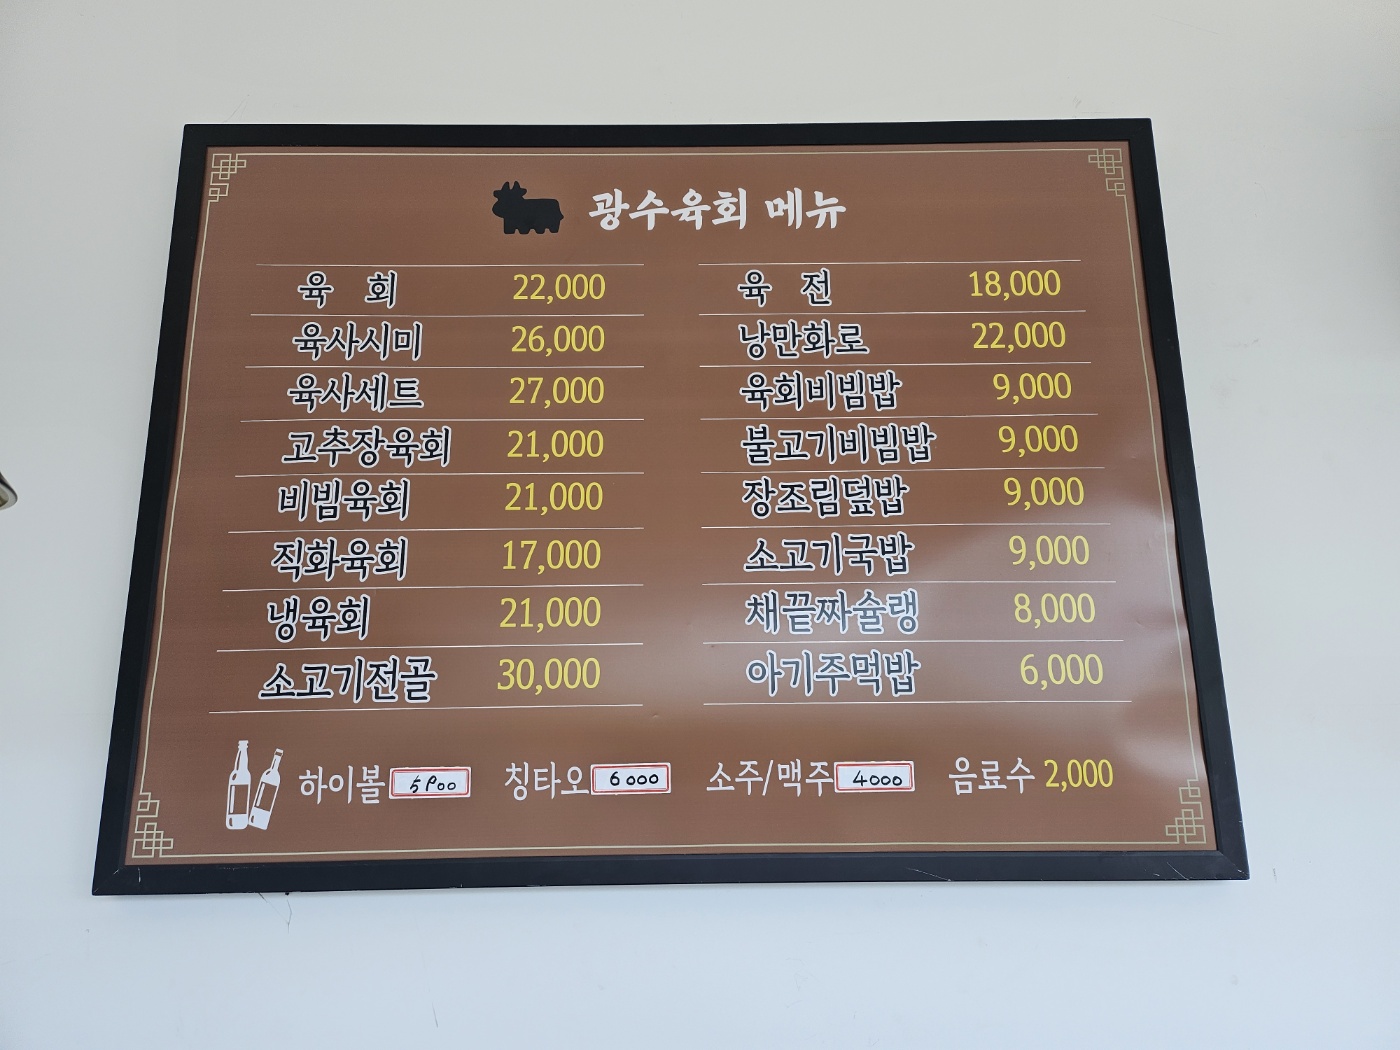 광수육회 메뉴
육 회 22,000
육사시미 26,000
육사세트 27,000
고추장육회 21,000
비빔육회 21,000
직화육회 17,000
냉육회 21,000
소고기전골 30,000
육 전 18,000
낭만화로 22,000
육회비빔밥 9,000
불고기비빔밥 9,000
장조림덮밥 9,000
소고기국밥 9,000
채끝짜슐랭 8,000
아기주먹밥 6,000
하이볼 5900 칭타오 6000 소주/맥주 4000 음료수 2,000